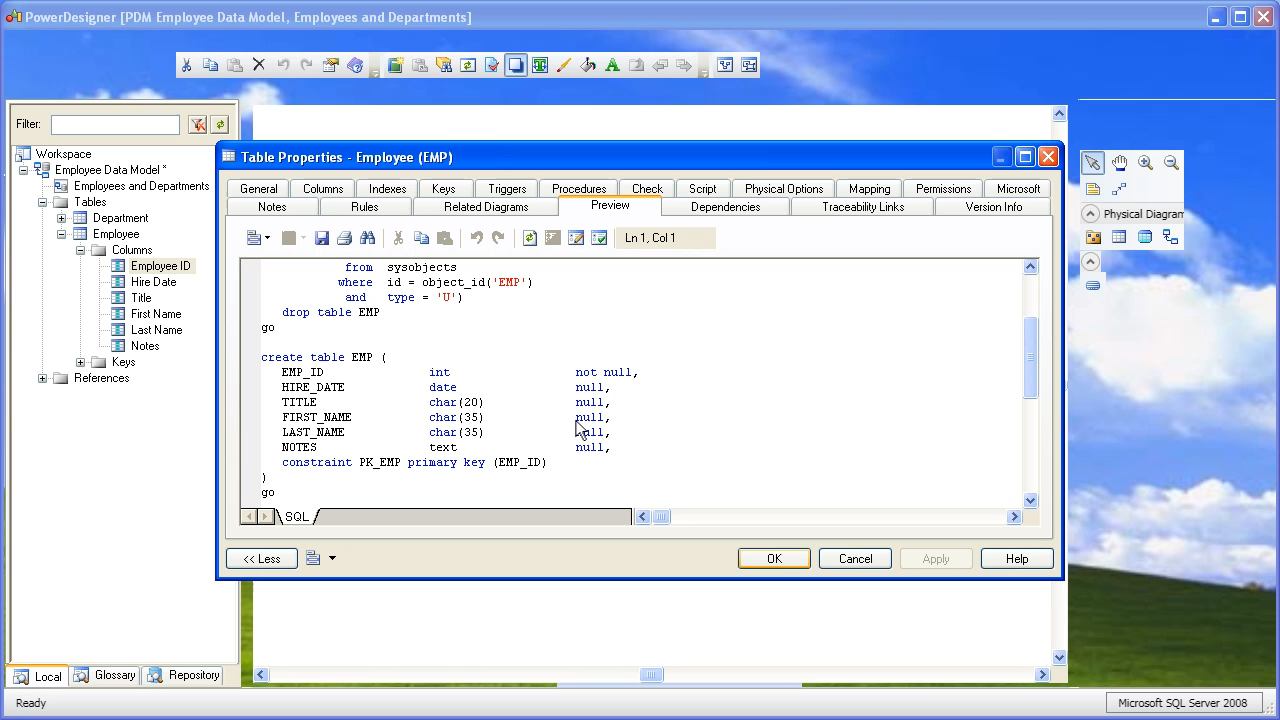 PowerDesigner [PDM Employee Data Model, Employees and Departments]
Filter:
Workspace
Employee Data Model *
Employees and Departments
Tables
Department
Employee
Columns
Employee ID
Hire Date
Title
First Name
Last Name
Notes
Keys
References
Local Glossary Repository
Table Properties - Employee (EMP)
General Columns Indexes Keys Triggers Procedures Check Script Physical Options Mapping Permissions Microsoft
Notes Rules Related Diagrams Preview Dependencies Traceability Links Version Info
Ln 1, Col 1
from sysobjects
where id = object_id('EMP')
and type = 'U')
drop table EMP
go
create table EMP (
EMP_ID int not null,
HIRE_DATE date null,
TITLE char(20) null,
FIRST_NAME char(35) null,
LAST_NAME char(35) null,
NOTES text null,
constraint PK_EMP primary key (EMP_ID)
)
go
SQL
<< Less OK Cancel Apply Help
Physical Diagram
Ready Microsoft SQL Server 2008